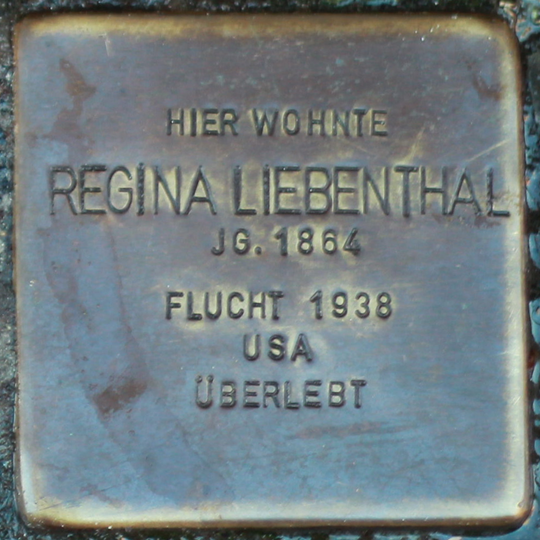 HIER WOHNTE
REGINA LIEBENTHAL
JG. 1864
FLUCHT 1938
USA
ÜBERLEBT